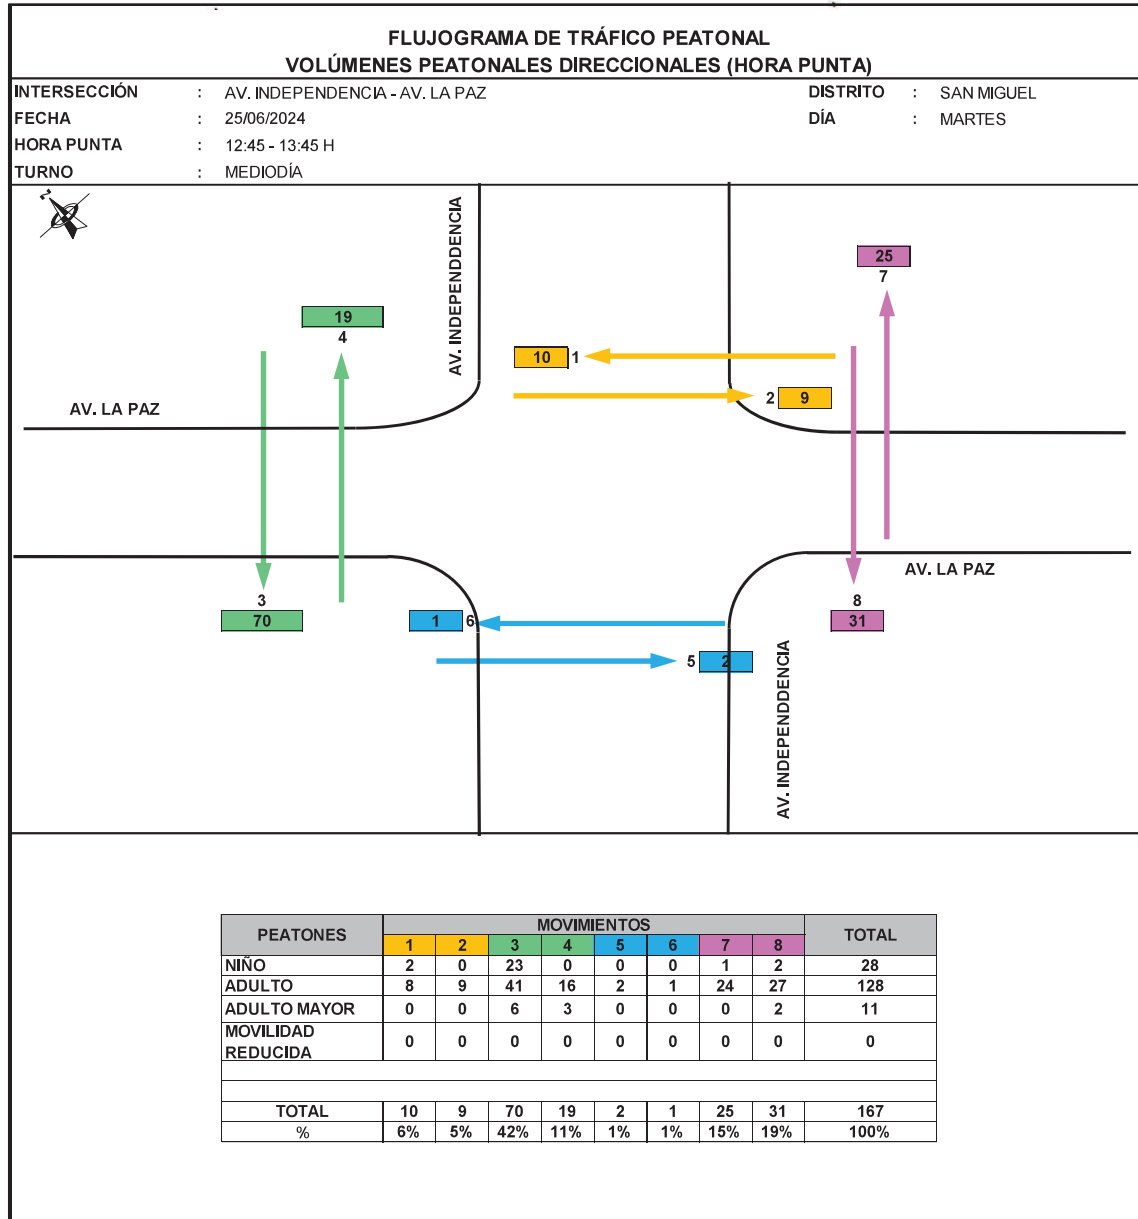 FLUJOGRAMA DE TRÁFICO PEATONAL
VOLÚMENES PEATONALES DIRECCIONALES (HORA PUNTA)
INTERSECCIÓN : AV. INDEPENDENCIA - AV. LA PAZ DISTRITO : SAN MIGUEL
FECHA : 25/06/2024 DÍA : MARTES
HORA PUNTA : 12:45 - 13:45 H
TURNO : MEDIODÍA
N
AV. INDEPENDDENCIA
25
7
19
4
10 1
2 9
AV. LA PAZ
AV. LA PAZ
3
70
8
31
1 6
5 2
AV. INDEPENDDENCIA
PEATONES MOVIMIENTOS TOTAL
1 2 3 4 5 6 7 8
NIÑO 2 0 23 0 0 0 1 2 28
ADULTO 8 9 41 16 2 1 24 27 128
ADULTO MAYOR 0 0 6 3 0 0 0 2 11
MOVILIDAD
REDUCIDA 0 0 0 0 0 0 0 0 0
TOTAL 10 9 70 19 2 1 25 31 167
% 6% 5% 42% 11% 1% 1% 15% 19% 100%